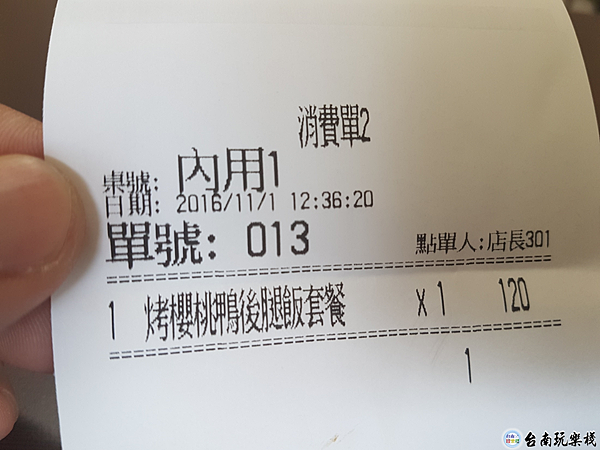 消費單2
桌號: 內用1
日期: 2016/11/1 12:36:20
單號: 013 點單人:店長301
1 烤櫻桃鴨後腿飯套餐 x 1 120
1
台南玩樂棧